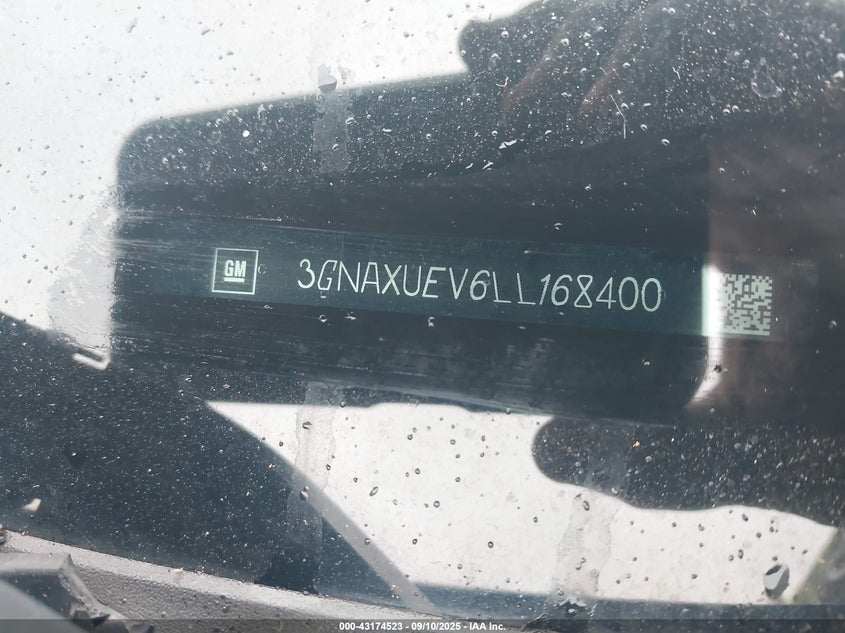 GM
3GNAXUEV6LL168400
000-43174523 - 09/10/2025 - IAA Inc.